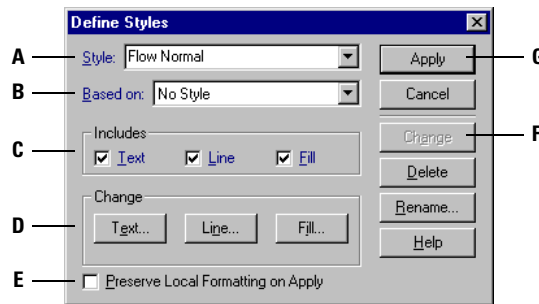 Define Styles
A Style: Flow Normal Apply G
B Based on: No Style Cancel
Includes Change F
C Text Line Fill
Delete
Change Rename...
D Text... Line... Fill...
Help
E Preserve Local Formatting on Apply